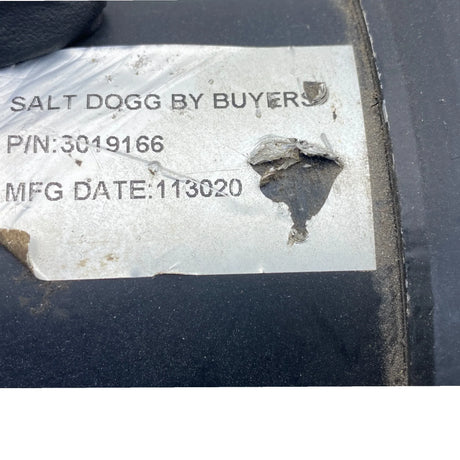 SALT DOGG BY BUYERS
P/N:3019166
MFG DATE:113020